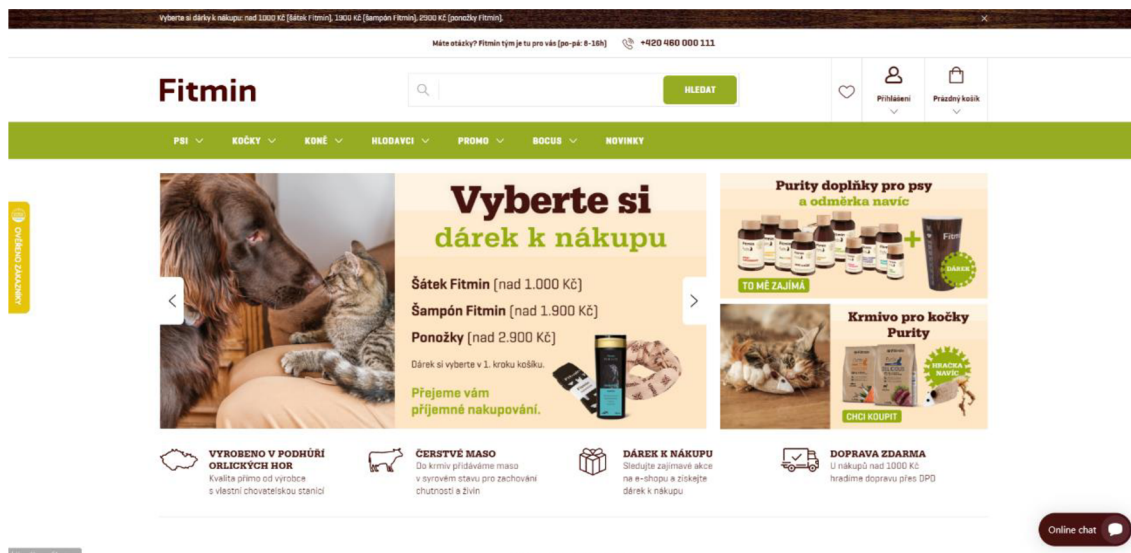 Vyberte si dárky k nákupu: nad 1000 Kč (šátek Fitmin), 1900 Kč (šampón Fitmin), 2900 Kč (ponožky Fitmin).
Máte otázky? Fitmin tým je tu pro vás (po-pá: 8-16h) +420 460 000 111
Fitmin
HLEDAT
Přihlášení
Prázdný košík
PSI
KOČKY
KONĚ
HLODAVCI
PROMO
BOCUS
NOVINKY
OVĚŘENO ZÁKAZNÍKY
Vyberte si
dárek k nákupu
Šátek Fitmin (nad 1.000 Kč)
Šampón Fitmin (nad 1.900 Kč)
Ponožky (nad 2.900 Kč)
Dárek si vyberte v 1. kroku košíku.
Přejeme vám
příjemné nakupování.
Purity doplňky pro psy
a odměrka navíc
Fitmi
DÁREK
TO MĚ ZAJÍMÁ
Krmivo pro kočky
Purity
HRAČKA
NAVÍC
CHCI KOUPIT
VYROBENO V PODHŮŘÍ
ORLICKÝCH HOR
Kvalita přímo od výrobce
s vlastní chovatelskou stanicí
ČERSTVÉ MASO
Do krmiv přidáváme maso
v syrovém stavu pro zachování
chutnosti a živin
DÁREK K NÁKUPU
Sledujte zajímavé akce
na e-shopu a získejte
dárek k nákupu
DOPRAVA ZDARMA
U nákupů nad 1000 Kč
hradíme dopravu přes DPD
Online chat